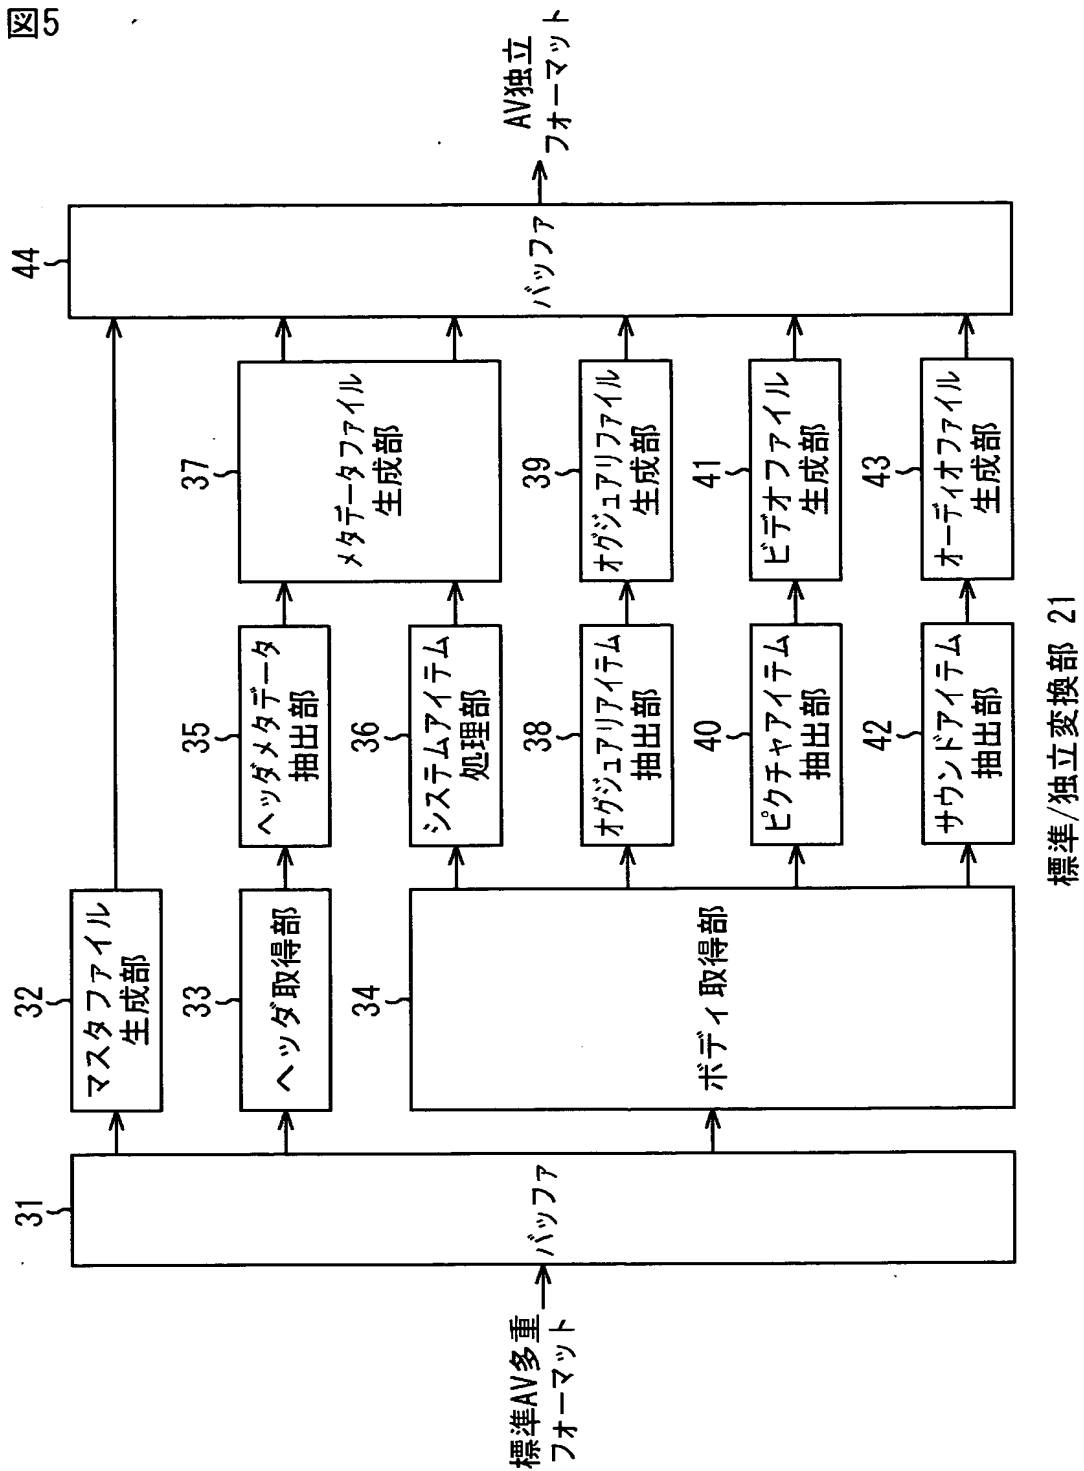 図5
標準AV多重
フォーマット
31
バッファ
32
マスタファイル
生成部
33
ヘッダ取得部
34
ボディ取得部
35
ヘッダメタデータ
抽出部
36
システムアイテム
処理部
37
メタデータファイル
生成部
38
オグジュアリアイテム
抽出部
39
オグジュアリファイル
生成部
40
ピクチャアイテム
抽出部
41
ビデオファイル
生成部
42
サウンドアイテム
抽出部
43
オーディオファイル
生成部
44
バッファ
AV独立
フォーマット
標準/独立変換部 21